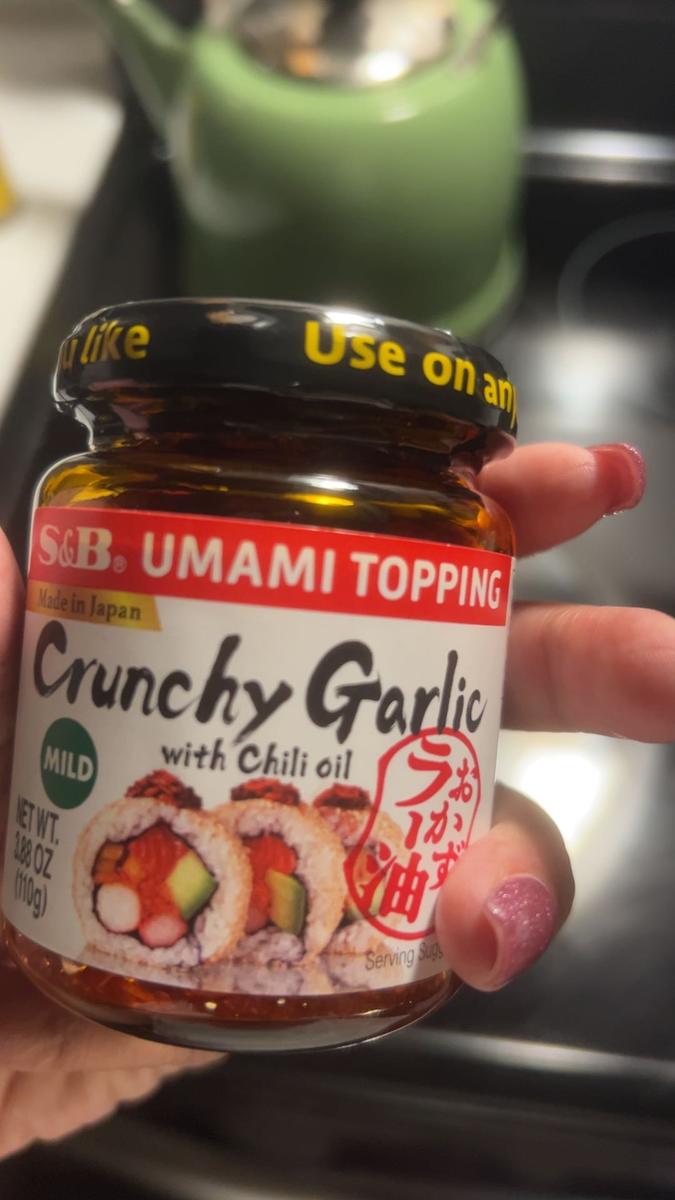 u like
Use on any
S&B® UMAMI TOPPING
Made in Japan
Crunchy Garlic
with Chili oil
MILD
NET WT.
3.88 OZ
(110g)
おかず
ラー油
Serving Sugg